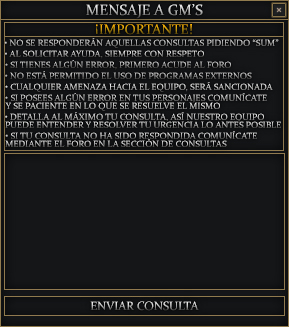 MENSAJE A GM'S
¡IMPORTANTE!
• NO SE RESPONDERÁN AQUELLAS CONSULTAS PIDIENDO "SUM"
• AL SOLICITAR AYUDA, SIEMPRE CON RESPETO
• SI TIENES ALGÚN ERROR, PRIMERO ACUDE AL FORO
• NO ESTÁ PERMITIDO EL USO DE PROGRAMAS EXTERNOS
• CUALQUIER AMENAZA HACIA EL EQUIPO, SERÁ SANCIONADA
• SI POSEES ALGÚN ERROR EN TUS PERSONAJES COMUNÍCATE
Y SE PACIENTE EN LO QUE SE RESUELVE EL MISMO
• DETALLA AL MÁXIMO TU CONSULTA, ASÍ NUESTRO EQUIPO
PUEDE ENTENDER Y RESOLVER TU URGENCIA LO ANTES POSIBLE
• SI TU CONSULTA NO HA SIDO RESPONDIDA COMUNÍCATE
MEDIANTE EL FORO EN LA SECCIÓN DE CONSULTAS
ENVIAR CONSULTA